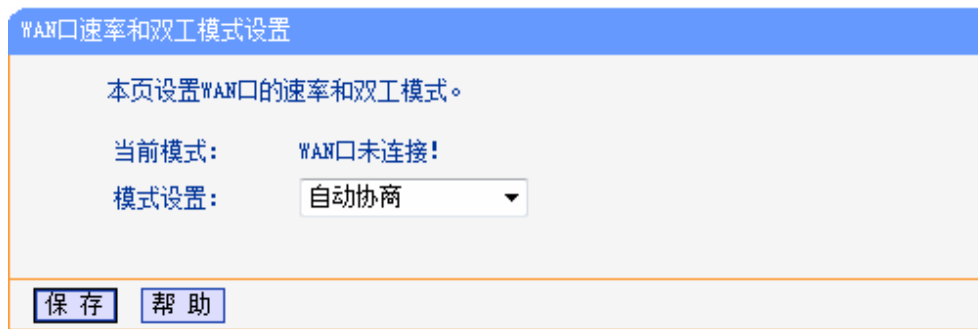 WAN口速率和双工模式设置
本页设置WAN口的速率和双工模式。
当前模式： WAN口未连接!
模式设置： 自动协商
保 存 帮 助